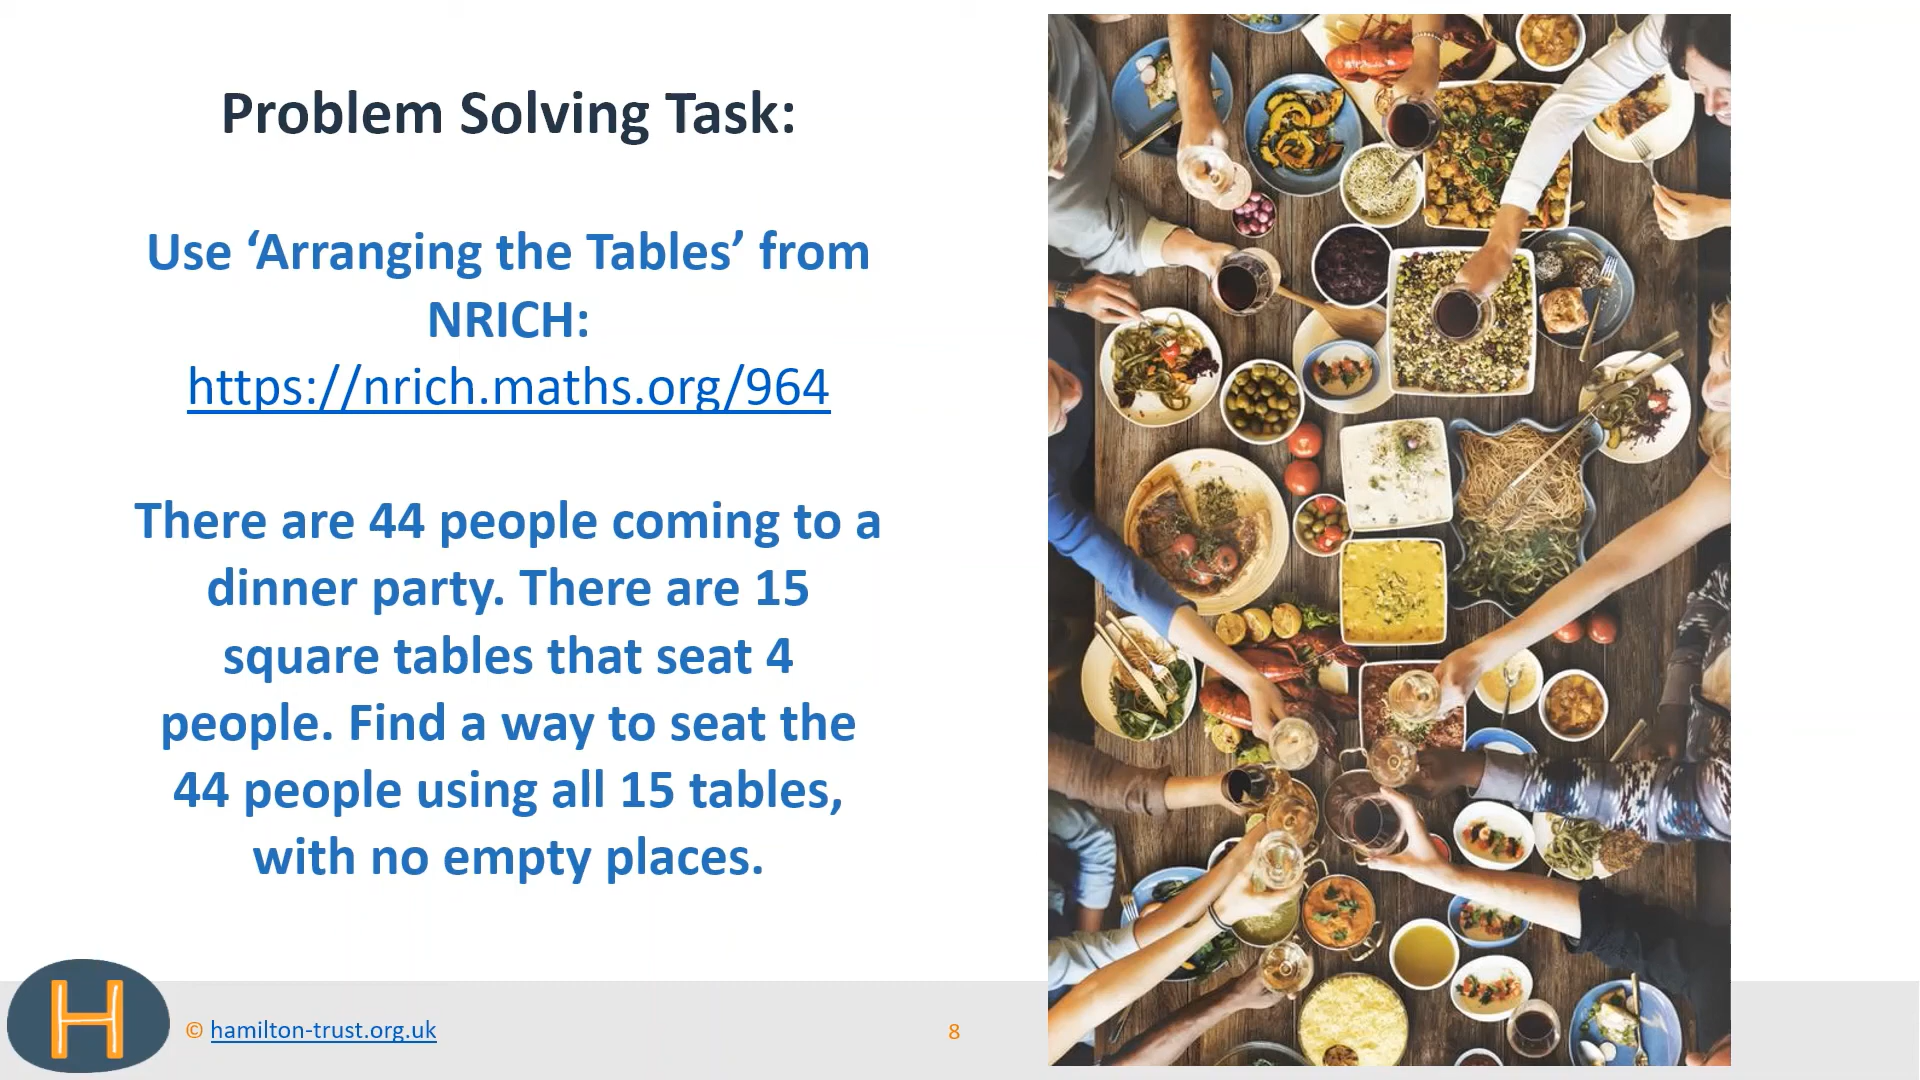 Problem Solving Task:
Use ‘Arranging the Tables’ from
NRICH:
https://nrich.maths.org/964
There are 44 people coming to a
dinner party. There are 15
square tables that seat 4
people. Find a way to seat the
44 people using all 15 tables,
with no empty places.
H
© hamilton-trust.org.uk
8